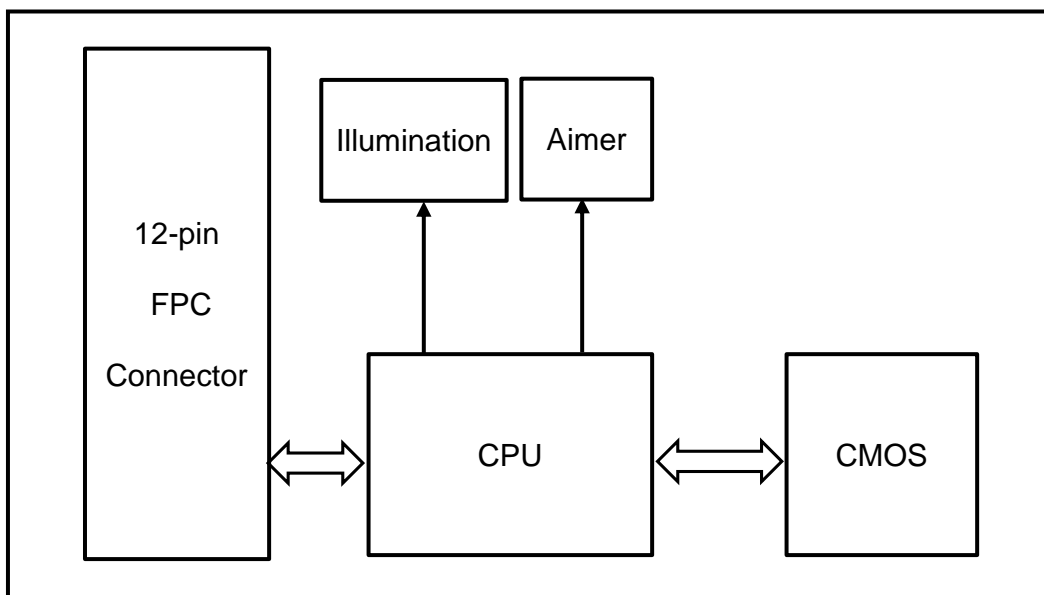 12-pin
FPC
Connector
Illumination
Aimer
CPU
CMOS